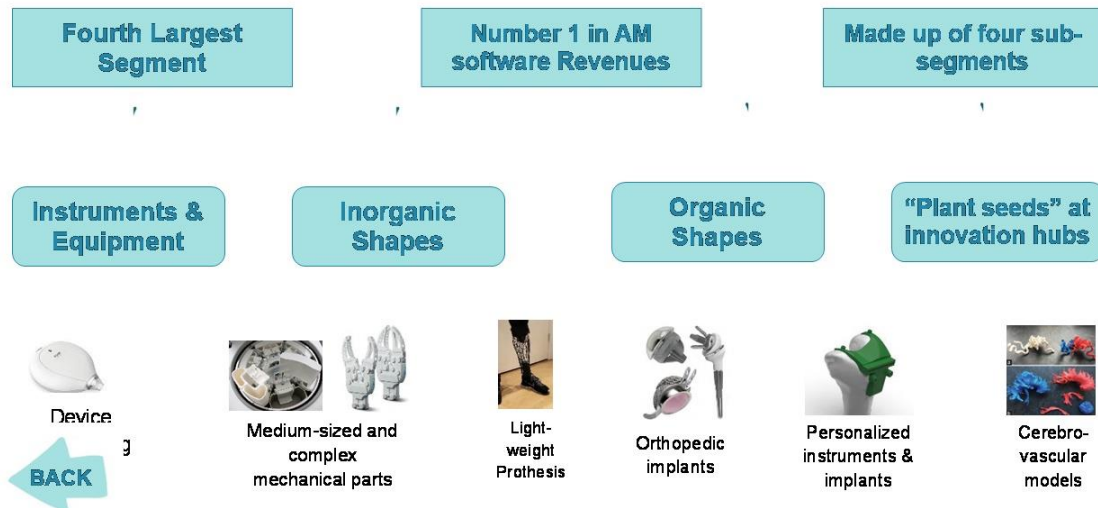 Fourth Largest
Segment
Number 1 in AM
software Revenues
Made up of four sub-
segments
Instruments &
Equipment
Inorganic
Shapes
Organic
Shapes
“Plant seeds” at
innovation hubs
Device
Medium-sized and
complex
mechanical parts
Light-
weight
Prothesis
Orthopedic
implants
Personalized
instruments &
implants
Cerebro-
vascular
models
BACK